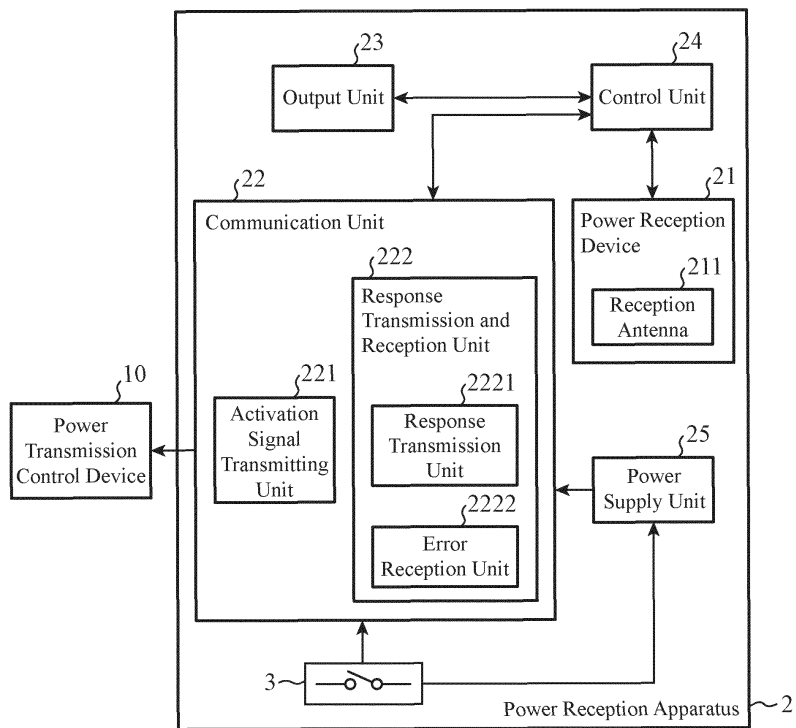 23
Output Unit
24
Control Unit
22
Communication Unit
21
Power Reception
Device
211
Reception
Antenna
222
Response
Transmission and
Reception Unit
10
Power
Transmission
Control Device
221
Activation
Signal
Transmitting
Unit
2221
Response
Transmission
Unit
2222
Error
Reception Unit
25
Power
Supply Unit
3
Power Reception Apparatus
2